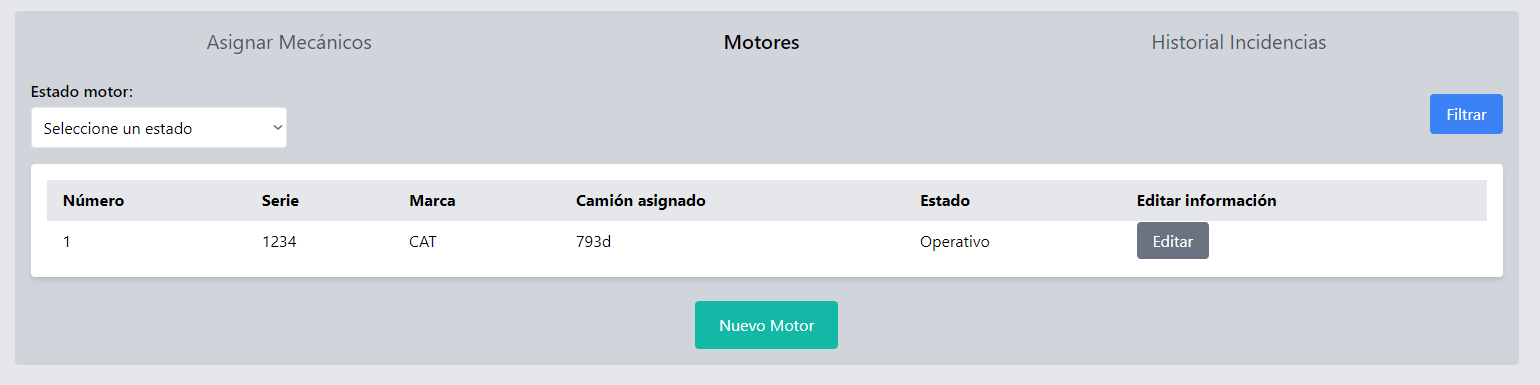 Asignar Mecánicos Motores Historial Incidencias
Estado motor:
Seleccione un estado Filtrar
Número Serie Marca Camión asignado Estado Editar información
1 1234 CAT 793d Operativo Editar
Nuevo Motor